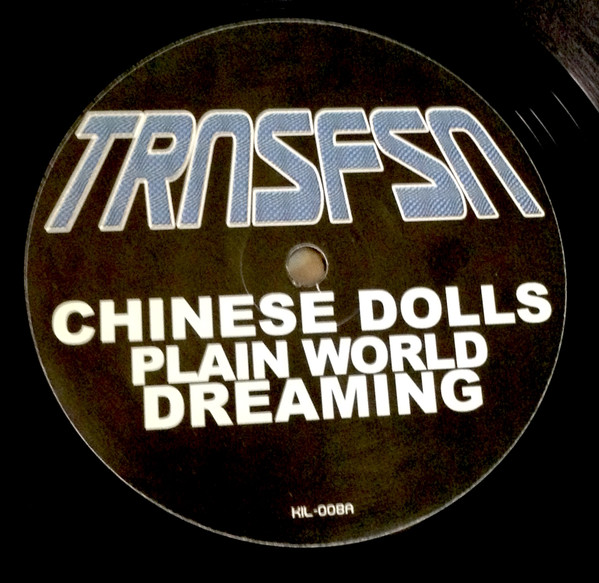 TRNSFSN
CHINESE DOLLS
PLAIN WORLD
DREAMING
KIL-008A